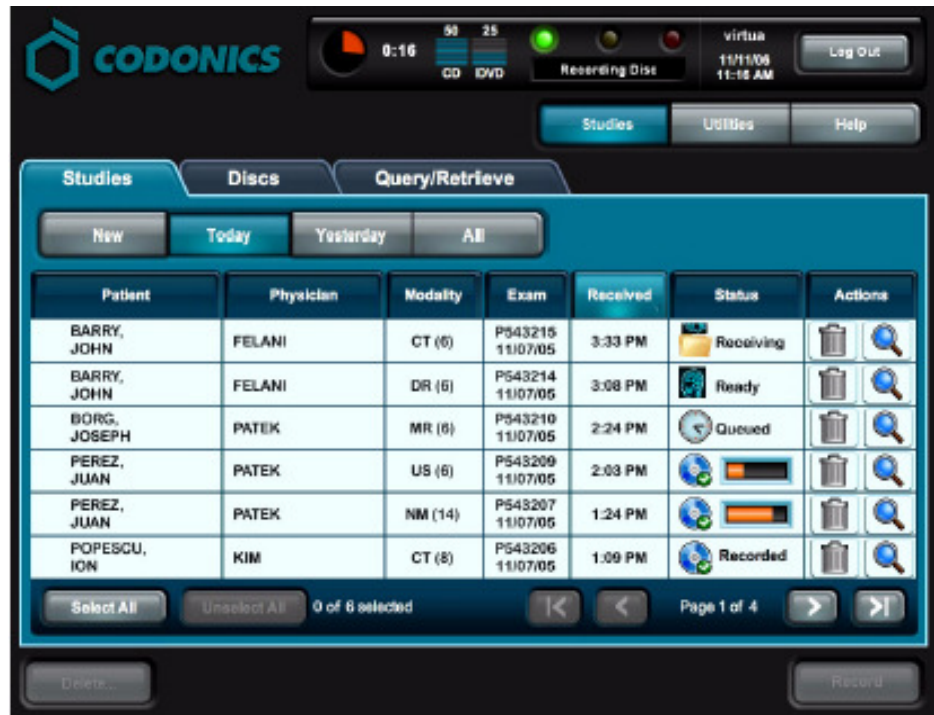 CODONICS
0:16
50
CD
25
DVD
Recording Disc
virtua
11/11/06
11:16 AM
Log Out
Studies
Utilities
Help
Studies
Discs
Query/Retrieve
New
Today
Yesterday
All
Patient
Physician
Modality
Exam
Received
Status
Actions
BARRY,
JOHN
FELANI
CT (6)
P543215
11/07/05
3:33 PM
Receiving
BARRY,
JOHN
FELANI
DR (6)
P543214
11/07/05
3:08 PM
Ready
BORG,
JOSEPH
PATEK
MR (6)
P543210
11/07/05
2:24 PM
Queued
PEREZ,
JUAN
PATEK
US (6)
P543209
11/07/05
2:03 PM
PEREZ,
JUAN
PATEK
NM (14)
P543207
11/07/05
1:24 PM
POPESCU,
ION
KIM
CT (8)
P543206
11/07/05
1:09 PM
Recorded
Select All
Unselect All
0 of 6 selected
Page 1 of 4
Delete...
Record